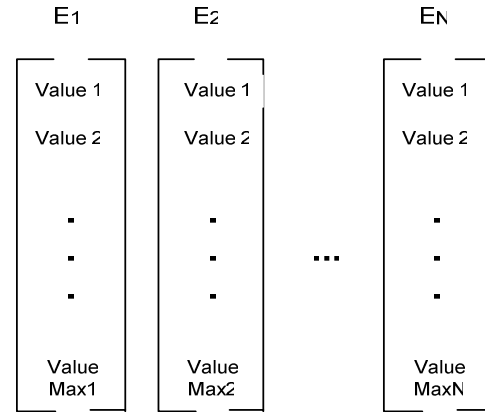 E1 E2 EN
Value 1 Value 1 Value 1
Value 2 Value 2 Value 2
...
Value Value Value
Max1 Max2 MaxN